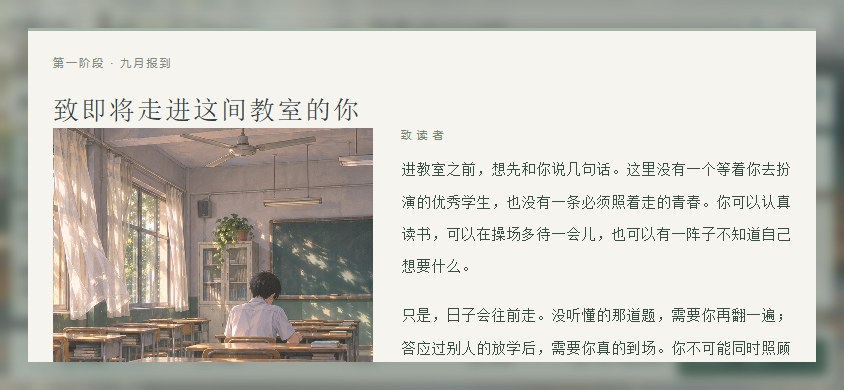 第一阶段 · 九月报到
致即将走进这间教室的你
致读者
进教室之前，想先和你说几句话。这里没有一个等着你去扮
演的优秀学生，也没有一条必须照着走的青春。你可以认真
读书，可以在操场多待一会儿，也可以有一阵子不知道自己
想要什么。
只是，日子会往前走。没听懂的那道题，需要你再翻一遍；
答应过别人的放学后，需要你真的到场。你不可能同时照顾